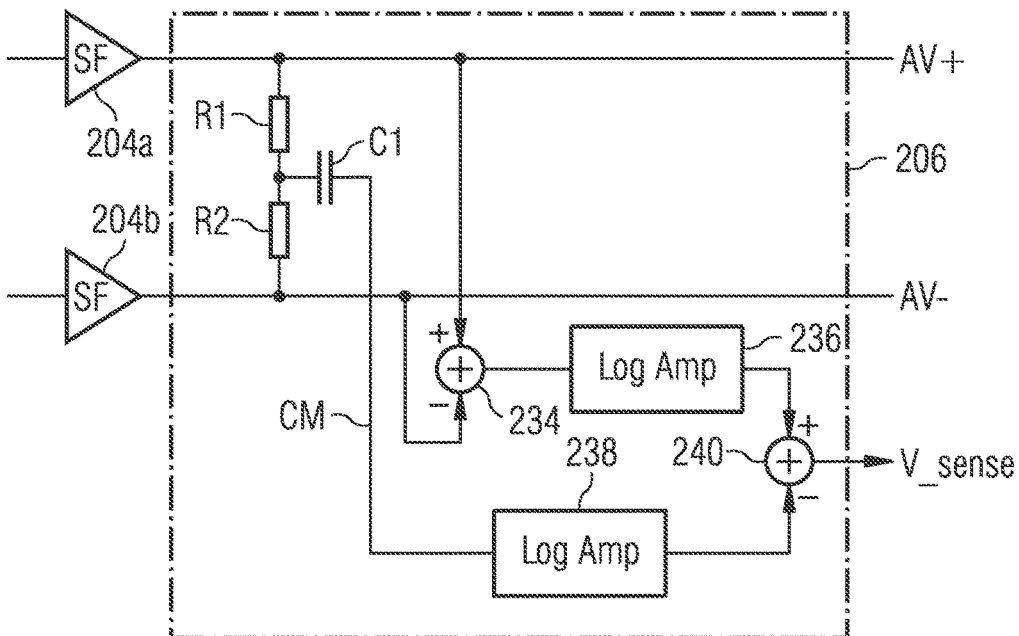 SF
AV+
204a
R1
C1
206
R2
204b
SF
AV-
+
+
Log Amp
236
-
234
CM
+
238
240
+
V_sense
-
Log Amp